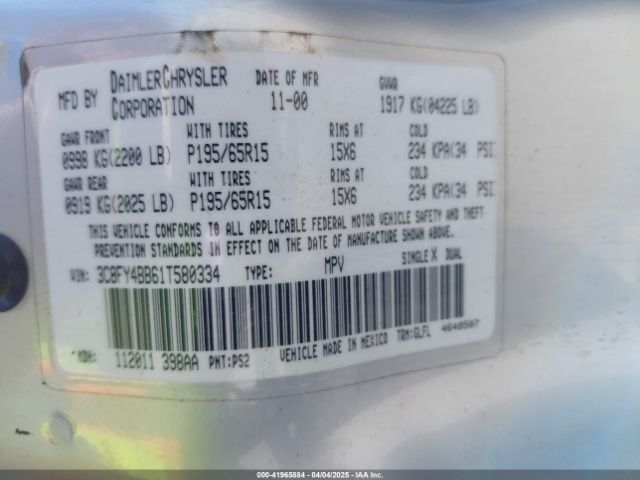 MFD BY DAIMLERCHRYSLER CORPORATION DATE OF MFR 11-00 GVWR 1917 KG(04225 LB)
GAWR FRONT WITH TIRES RIMS AT COLD
0998 KG(2200 LB) P195/65R15 15X6 234 KPA(34 PSI
GAWR REAR WITH TIRES RIMS AT COLD
0919 KG(2025 LB) P195/65R15 15X6 234 KPA(34 PSI
THIS VEHICLE CONFORMS TO ALL APPLICABLE FEDERAL MOTOR VEHICLE SAFETY AND THEFT
PREVENTION STANDARDS IN EFFECT ON THE DATE OF MANUFACTURE SHOWN ABOVE.
VIN: 3C8FY4BB61T580334 TYPE: MPV SINGLE X DUAL
MDH: 112011 398AA PNT:PS2 VEHICLE MADE IN MEXICO TRM:GLFL 4648507
000-41965884 - 04/04/2025 - IAA Inc.